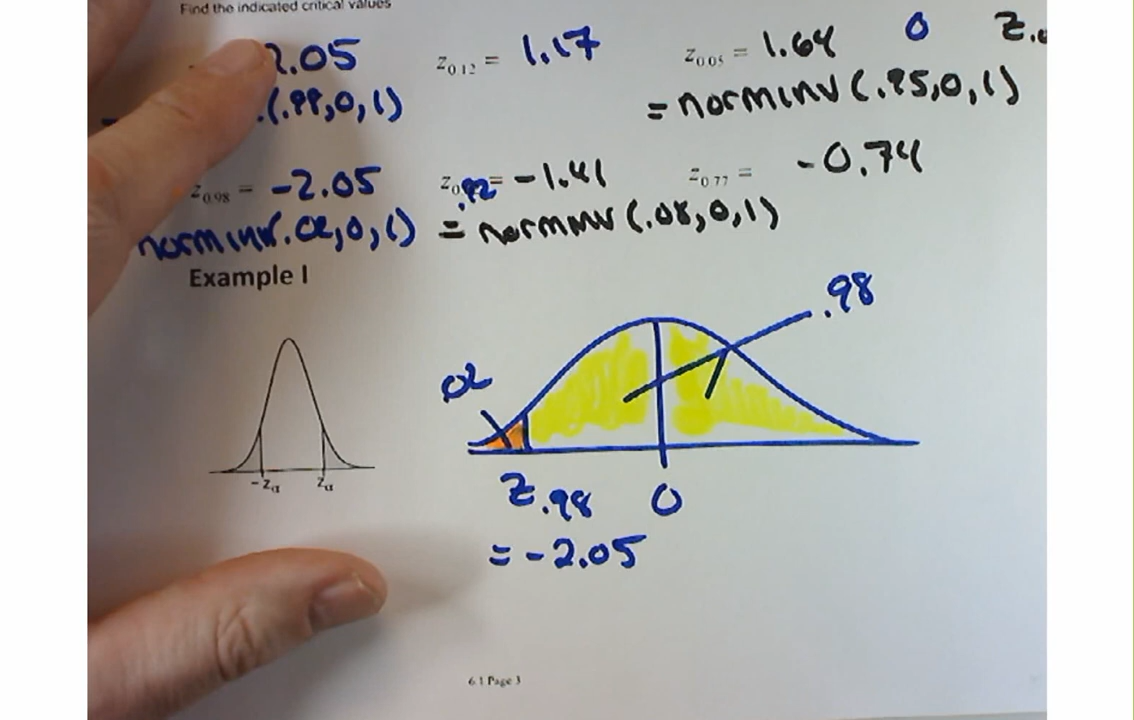 Find the indicated critical values
2.05 z0.12 = 1.17 z0.05 = 1.64 0
(.98,0,1) = norminv(.95,0,1)
z0.98 = -2.05 z0.92 = -1.41 z0.77 = -0.74
norminv(.02,0,1) = norminv(.08,0,1)
Example I
.98
.02
-zα zα
z.98 0
= -2.05
6.1 Page 3